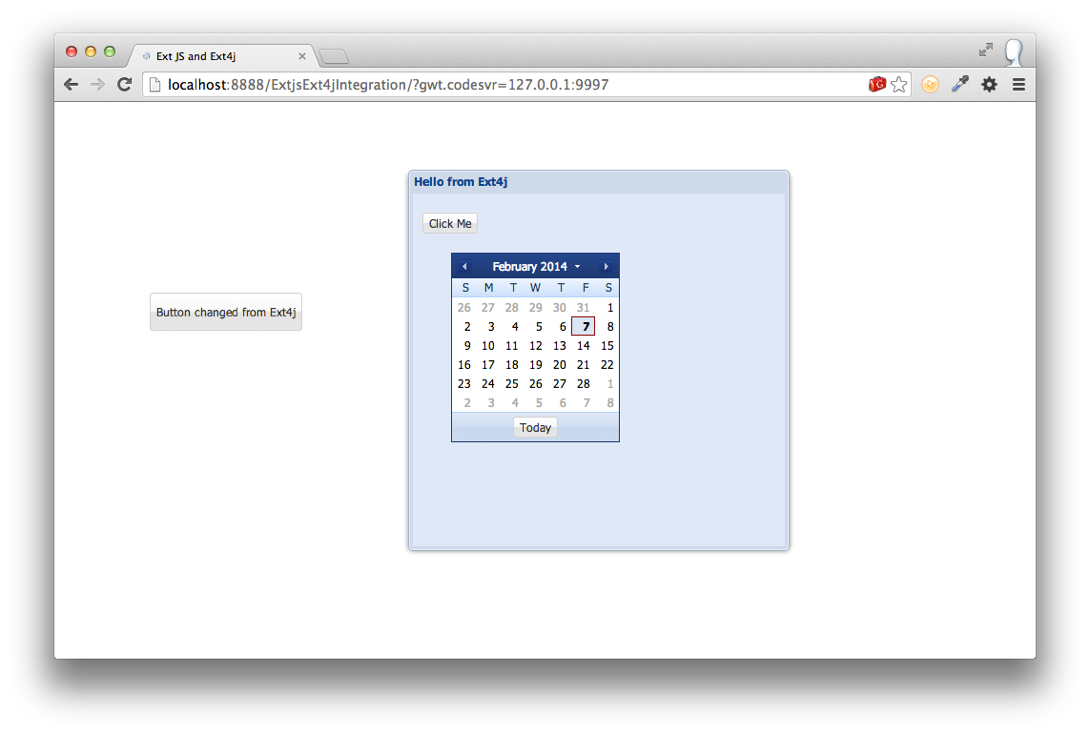 Ext JS and Ext4j
localhost:8888/ExtjsExt4jIntegration/?gwt.codesvr=127.0.0.1:9997
Hello from Ext4j
Click Me
February 2014
S M T W T F S
26 27 28 29 30 31 1
2 3 4 5 6 7 8
9 10 11 12 13 14 15
16 17 18 19 20 21 22
23 24 25 26 27 28 1
2 3 4 5 6 7 8
Today
Button changed from Ext4j